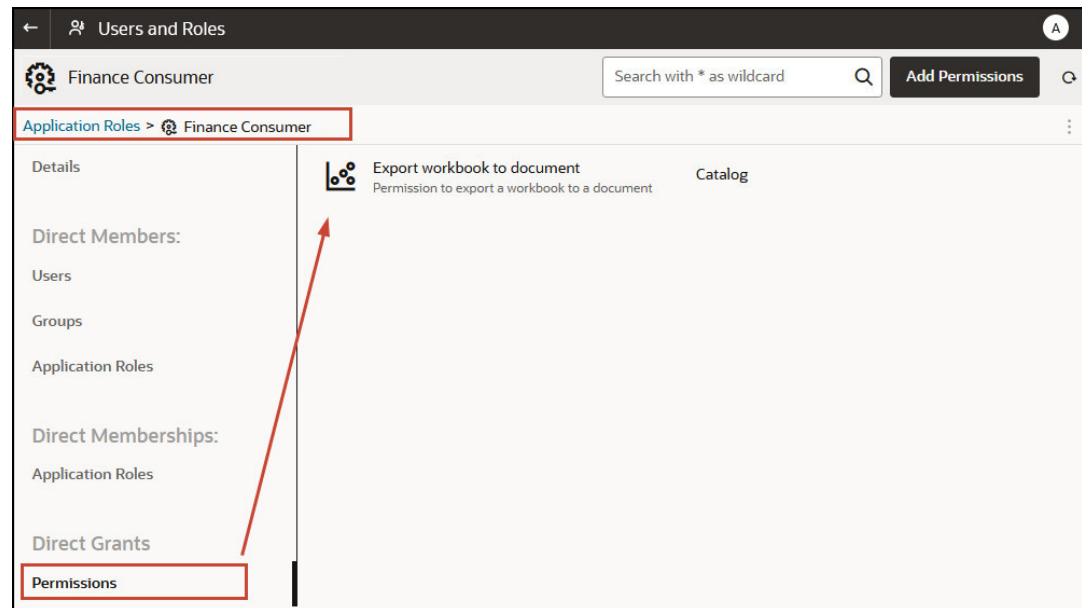 Users and Roles
A
Finance Consumer
Search with * as wildcard
Add Permissions
Application Roles > Finance Consumer
Details
Export workbook to document
Permission to export a workbook to a document
Catalog
Direct Members:
Users
Groups
Application Roles
Direct Memberships:
Application Roles
Direct Grants
Permissions